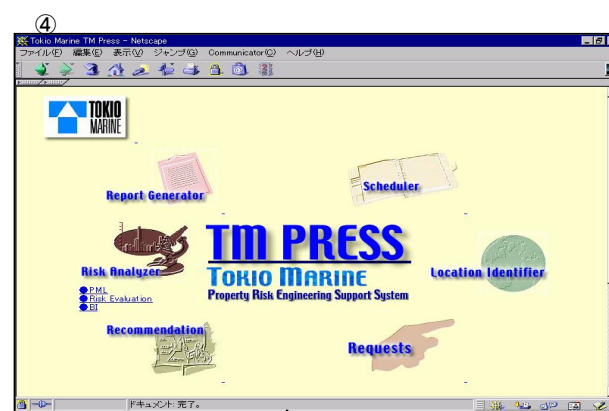 ④
Tokio Marine TM Press - Netscape
ファイル(F) 編集(E) 表示(V) ジャンプ(G) Communicator(C) ヘルプ(H)
TOKIO
MARINE
Report Generator
Scheduler
TM PRESS
TOKIO MARINE
Property Risk Engineering Support System
Risk Analyzer
PML
Risk Evaluation
BI
Location Identifier
Recommendation
Requests
ドキュメント: 完了。